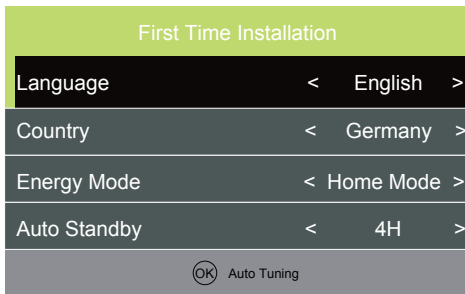 First Time Installation
Language < English >
Country < Germany >
Energy Mode < Home Mode >
Auto Standby < 4H >
OK Auto Tuning